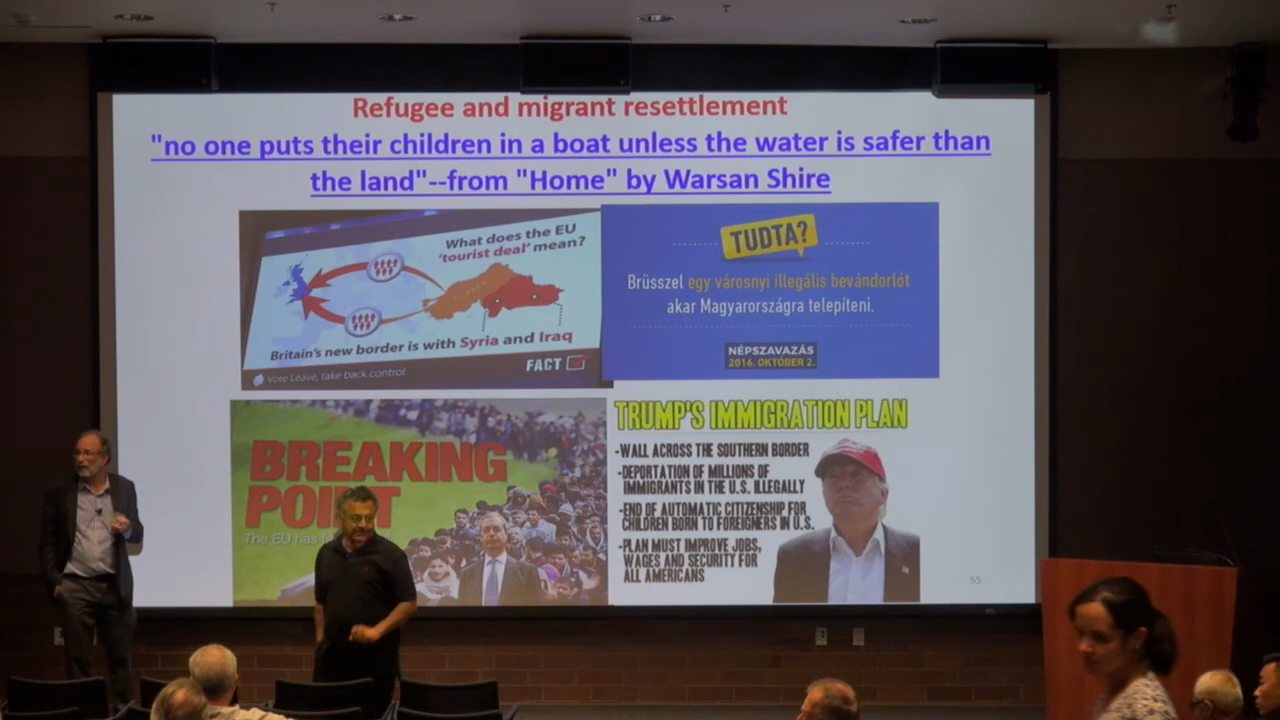 Refugee and migrant resettlement
"no one puts their children in a boat unless the water is safer than
the land"--from "Home" by Warsan Shire
What does the EU
'tourist deal' mean?
Britain's new border is with Syria and Iraq
FACT
Vote Leave, take back control
TUDTA?
Brüsszel egy városnyi illegális bevándorlót
akar Magyarországra telepíteni.
NÉPSZAVAZÁS
2016. OKTÓBER 2.
BREAKING
POINT
The EU has
TRUMP'S IMMIGRATION PLAN
-WALL ACROSS THE SOUTHERN BORDER
-DEPORTATION OF MILLIONS OF
IMMIGRANTS IN THE U.S. ILLEGALLY
-END OF AUTOMATIC CITIZENSHIP FOR
CHILDREN BORN TO FOREIGNERS IN U.S.
-PLAN MUST IMPROVE JOBS,
WAGES AND SECURITY FOR
ALL AMERICANS
55